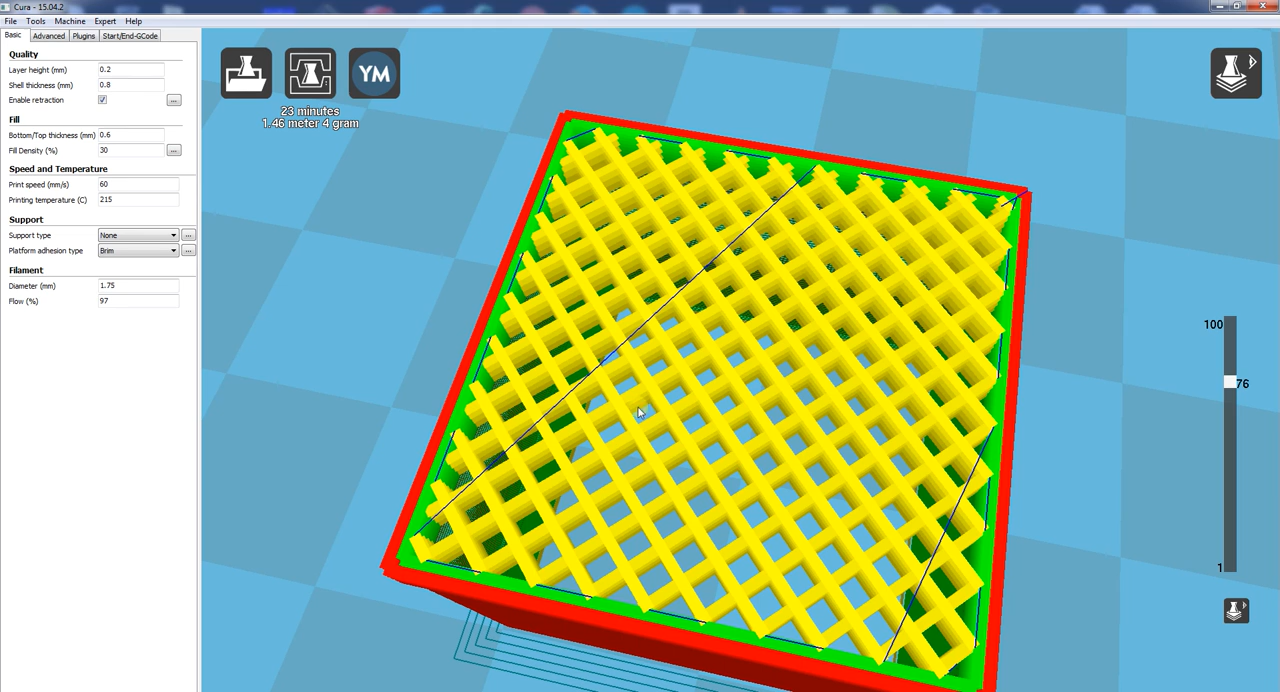 Cura - 15.04.2
File Tools Machine Expert Help
Basic Advanced Plugins Start/End-GCode
Quality
Layer height (mm) 0.2
Shell thickness (mm) 0.8
Enable retraction ...
Fill
Bottom/Top thickness (mm) 0.6
Fill Density (%) 30 ...
Speed and Temperature
Print speed (mm/s) 60
Printing temperature (C) 215
Support
Support type None ...
Platform adhesion type Brim ...
Filament
Diameter (mm) 1.75
Flow (%) 97
YM
23 minutes
1.46 meter 4 gram
100
76
1